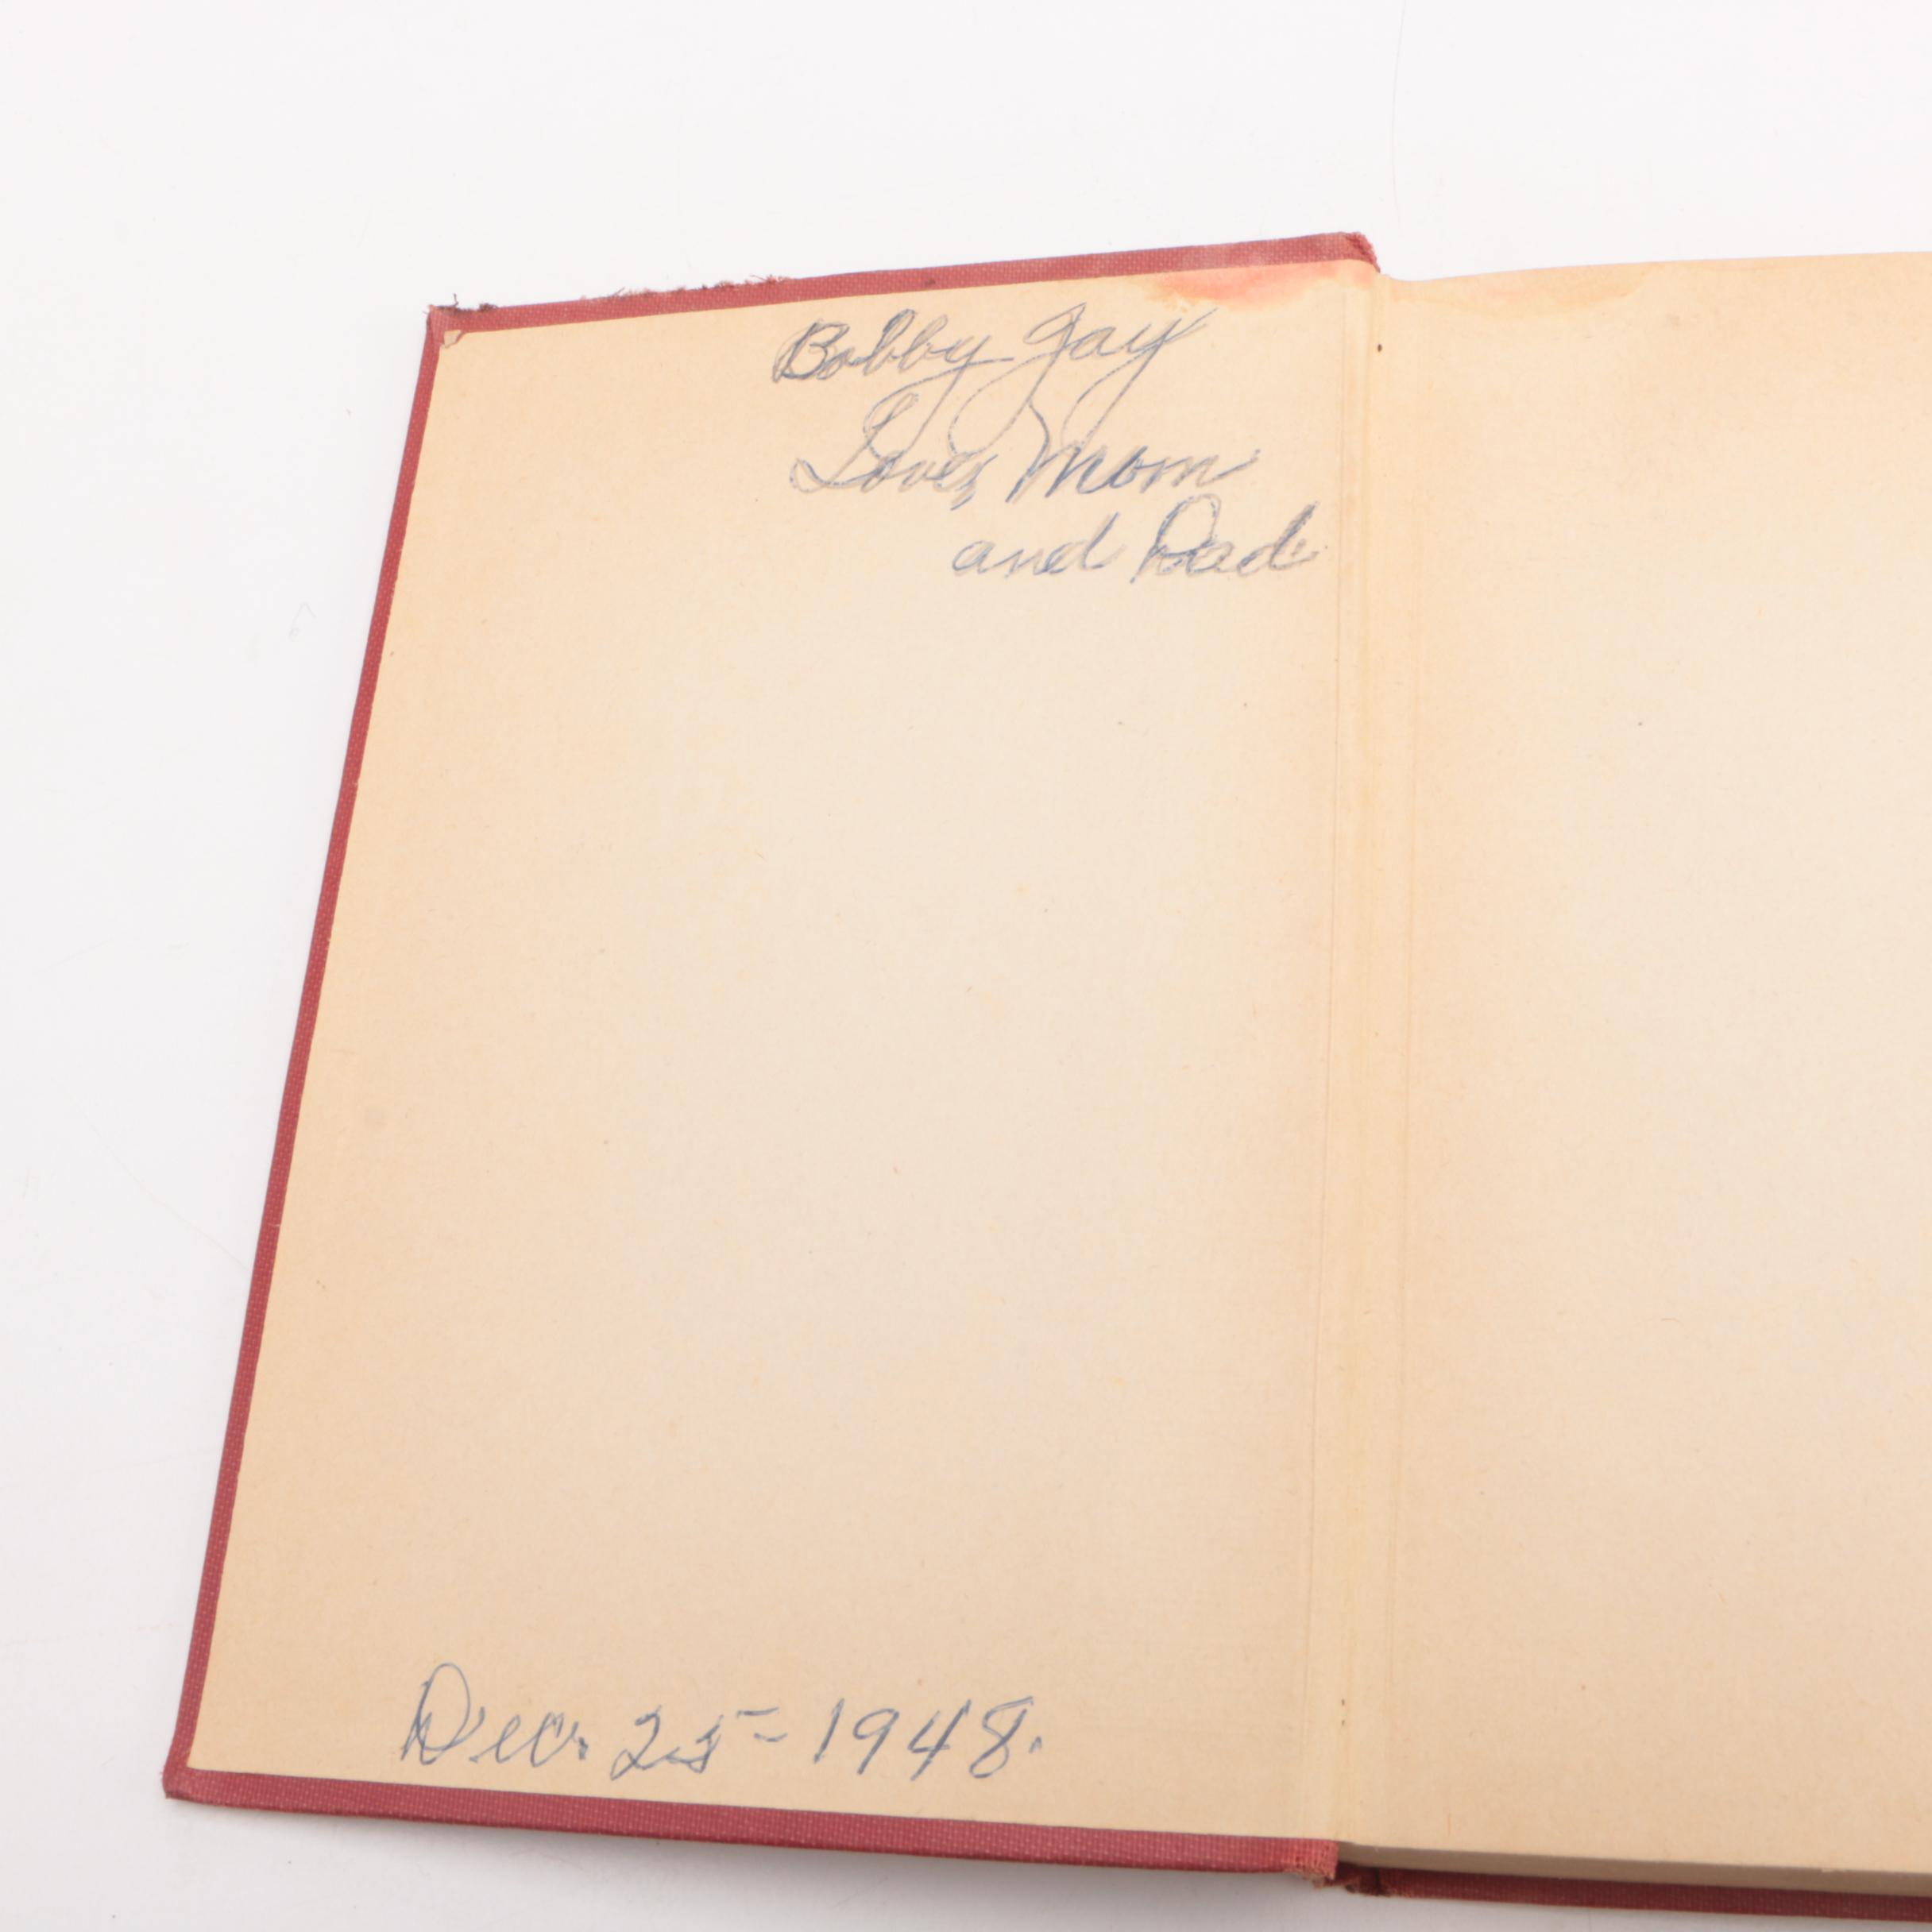 Bobby Jay
Love, Mom
and Dad
Dec. 25 - 1948.